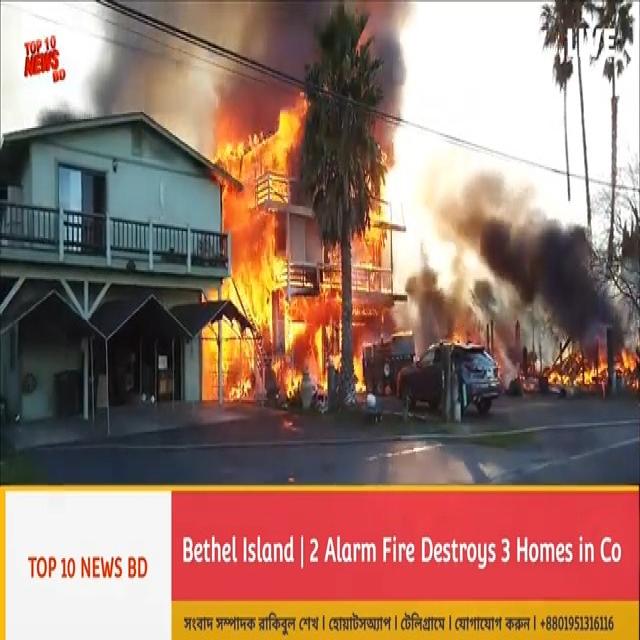 TOP 10
NEWS
BD
LIVE
TOP 10 NEWS BD
Bethel Island | 2 Alarm Fire Destroys 3 Homes in Co
সংবাদ সম্পাদক রাকিবুল শেখ | হোয়াটসঅ্যাপ | টেলিগ্রামে | যোগাযোগ করুন | +8801951316116